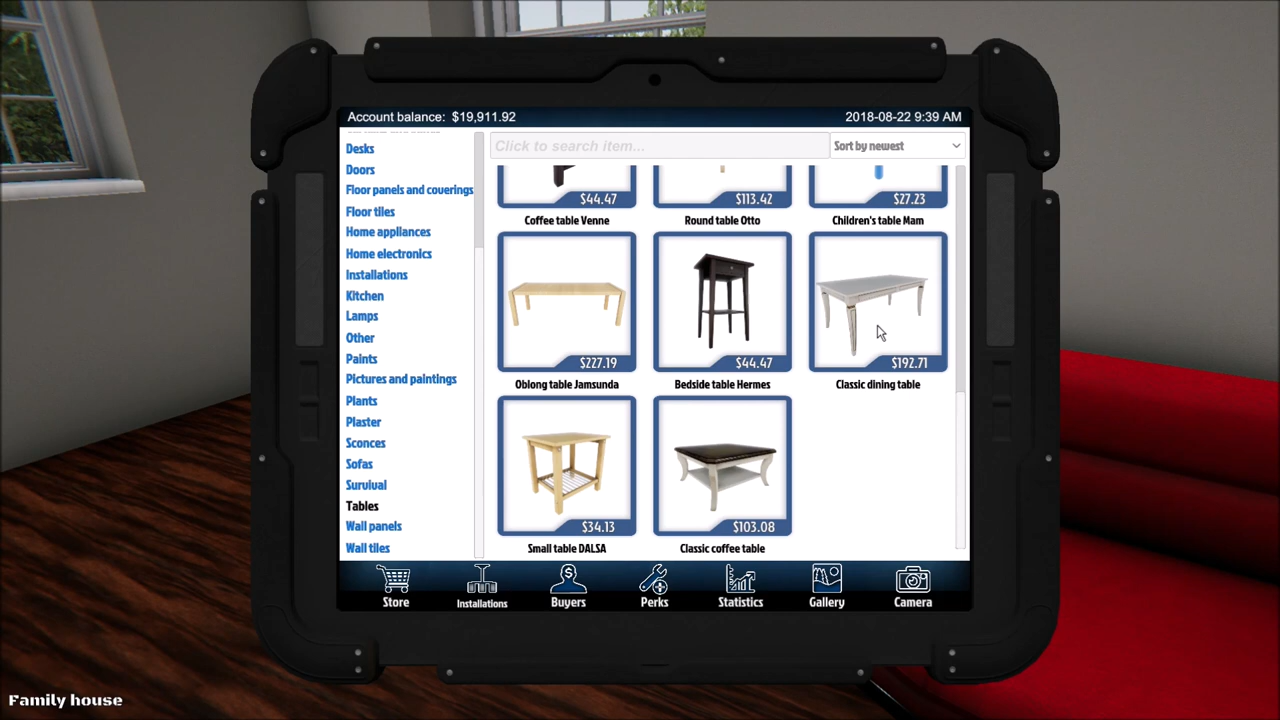 Account balance: $19,911.92
2018-08-22 9:39 AM
Click to search item...
Sort by newest
Desks
Doors
Floor panels and coverings
Floor tiles
Home appliances
Home electronics
Installations
Kitchen
Lamps
Other
Paints
Pictures and paintings
Plants
Plaster
Sconces
Sofas
Survival
Tables
Wall panels
Wall tiles
$44.47
$113.42
$27.23
Coffee table Venne
Round table Otto
Children's table Mam
$227.19
$44.47
$192.71
Oblong table Jamsunda
Bedside table Hermes
Classic dining table
$34.13
$103.08
Small table DALSA
Classic coffee table
Store
Installations
Buyers
Perks
Statistics
Gallery
Camera
Family house